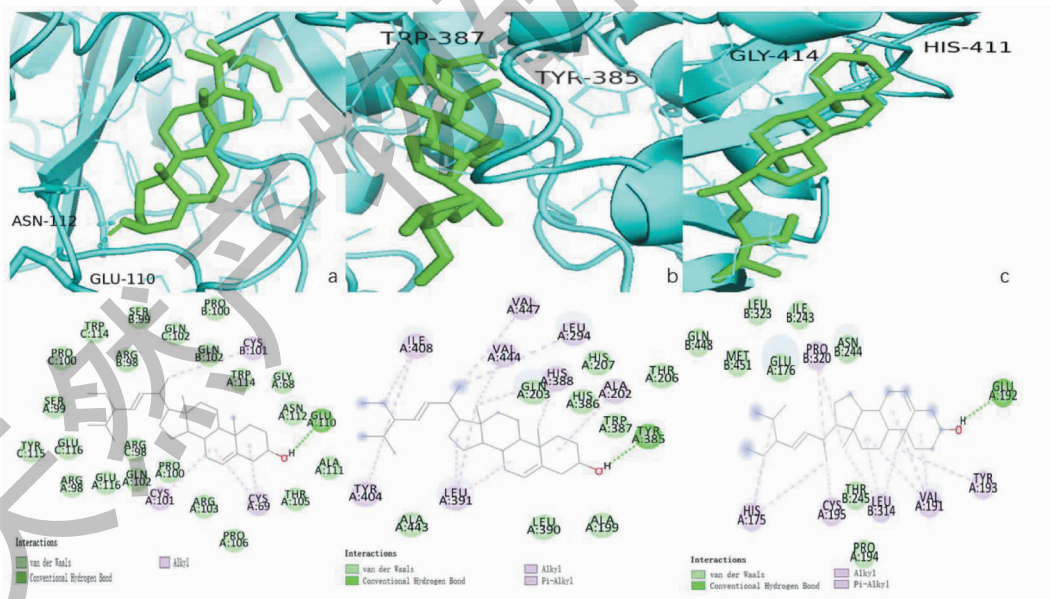 TRP-387
TYR-385
GLY-414
HIS-411
ASN-112
GLU-110
a
b
c
SER
B:99
PRO
B:100
TRP
C:114
GLN
C:102
PRO
C:100
ARG
B:98
GLN
B:102
CYS
B:101
TRP
A:114
GLY
A:68
SER
A:99
ASN
A:112
GLU
A:110
TYR
C:115
GLU
C:116
ARG
C:98
PRO
A:100
ALA
A:111
ARG
A:98
GLU
A:116
GLN
A:102
CYS
A:101
ARG
A:103
CYS
A:69
THR
A:105
PRO
A:106
H
O
Interactions
van der Waals
Conventional Hydrogen Bond
Alkyl
VAL
A:447
ILE
A:408
VAL
A:444
LEU
A:294
HIS
A:388
HIS
A:207
GLN
A:203
HIS
A:386
ALA
A:202
THR
A:206
TRP
A:387
TYR
A:385
TYR
A:404
LEU
A:391
ALA
A:443
LEU
A:390
ALA
A:199
O
H
Interactions
van der Waals
Conventional Hydrogen Bond
Alkyl
Pi-Alkyl
LEU
B:323
ILE
B:243
GLN
B:448
MET
B:451
GLU
A:176
PRO
B:320
ASN
B:244
GLU
A:192
H
O
HIS
A:175
CYS
A:195
THR
B:245
LEU
B:314
VAL
A:191
TYR
A:193
PRO
A:194
Interactions
van der Waals
Conventional Hydrogen Bond
Alkyl
Pi-Alkyl